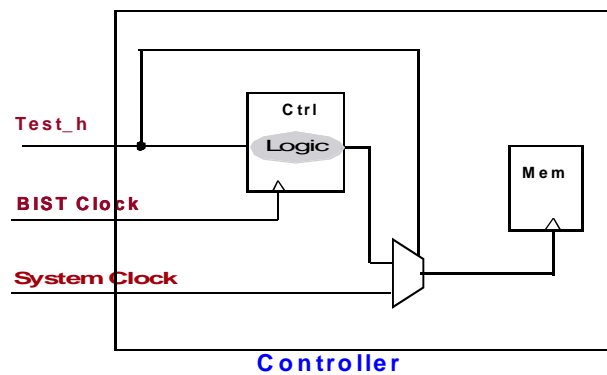 Ctrl
Test_h
Logic
Mem
BIST Clock
System Clock
Controller